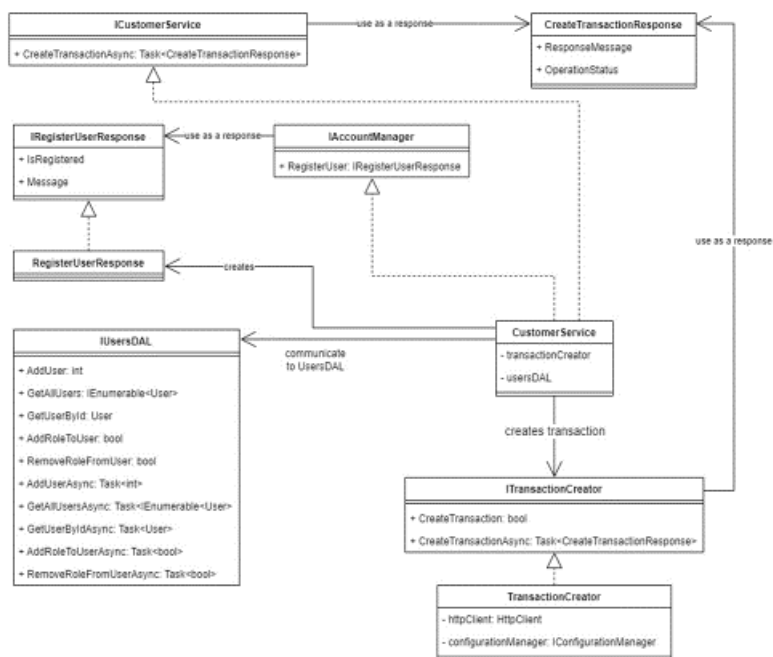 ICustomerService
+ CreateTransactionAsync: Task<CreateTransactionResponse>
use as a response
CreateTransactionResponse
+ ResponseMessage
+ OperationStatus
IRegisterUserResponse
+ IsRegistered
+ Message
use as a response
IAccountManager
+ RegisterUser: IRegisterUserResponse
use as a response
RegisterUserResponse
creates
CustomerService
- transactionCreator
- usersDAL
IUsersDAL
+ AddUser: int
+ GetAllUsers: IEnumerable<User>
+ GetUserById: User
+ AddRoleToUser: bool
+ RemoveRoleFromUser: bool
+ AddUserAsync: Task<int>
+ GetAllUsersAsync: Task<IEnumerable<User>
+ GetUserByIdAsync: Task<User>
+ AddRoleToUserAsync: Task<bool>
+ RemoveRoleFromUserAsync: Task<bool>
communicate
to UsersDAL
creates transaction
ITransactionCreator
+ CreateTransaction: bool
+ CreateTransactionAsync: Task<CreateTransactionResponse>
TransactionCreator
- httpClient: HttpClient
- configurationManager: IConfigurationManager